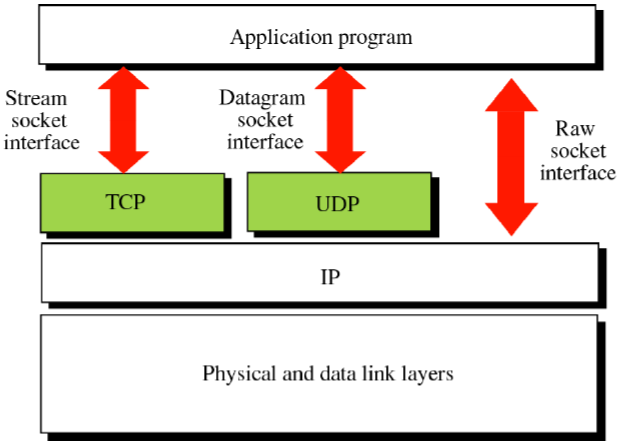 Application program
Stream
socket
interface
Datagram
socket
interface
Raw
socket
interface
TCP
UDP
IP
Physical and data link layers